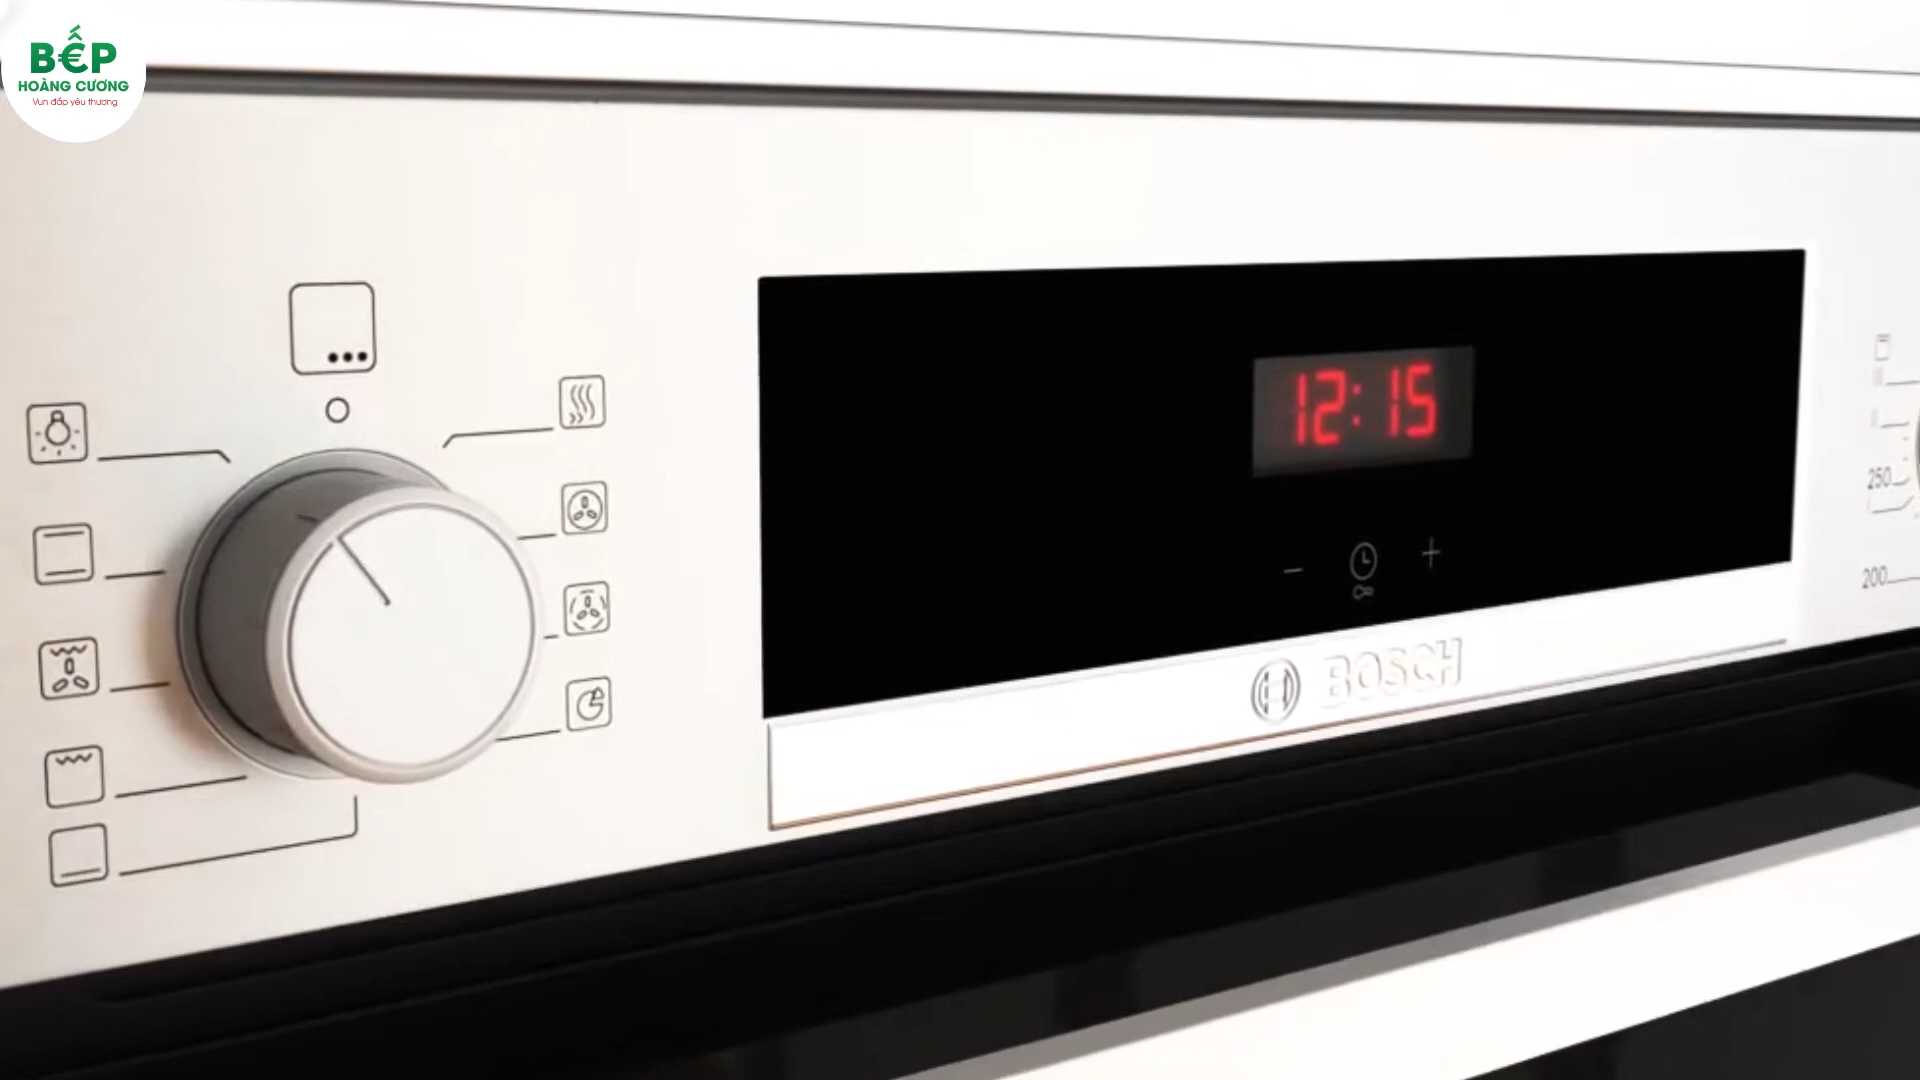 BẾP
HOÀNG CƯƠNG
Vun đắp yêu thương
12:15
BOSCH
250
200